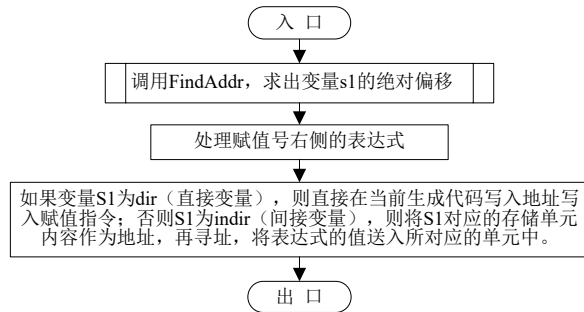 入 口
调用FindAddr，求出变量s1的绝对偏移
处理赋值号右侧的表达式
如果变量S1为dir（直接变量），则直接在当前生成代码写入地址写
入赋值指令；否则S1为indir（间接变量），则将S1对应的存储单元
内容作为地址，再寻址，将表达式的值送入所对应的单元中。
出 口